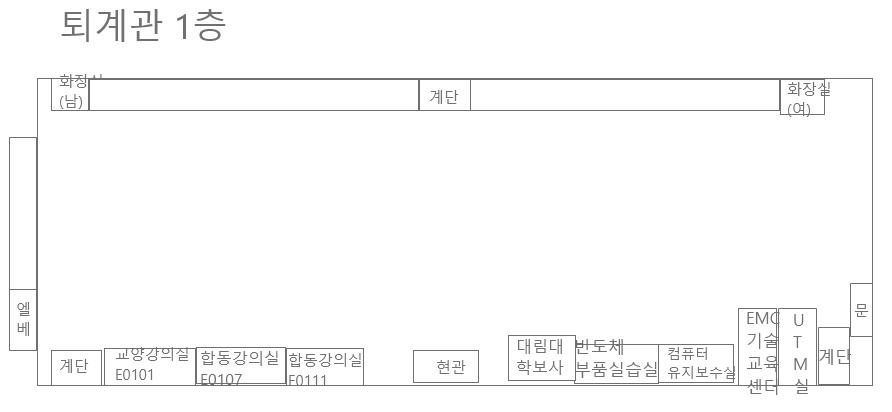 퇴계관 1층
화장실
(남)
계단
화장실
(여)
엘
베
문
계단
교양강의실
E0101
합동강의실
E0107
합동강의실
E0111
현관
대림대
학보사
반도체
부품실습실
컴퓨터
유지보수실
EMC
기술
교육
센터
U
T
M
실
계단